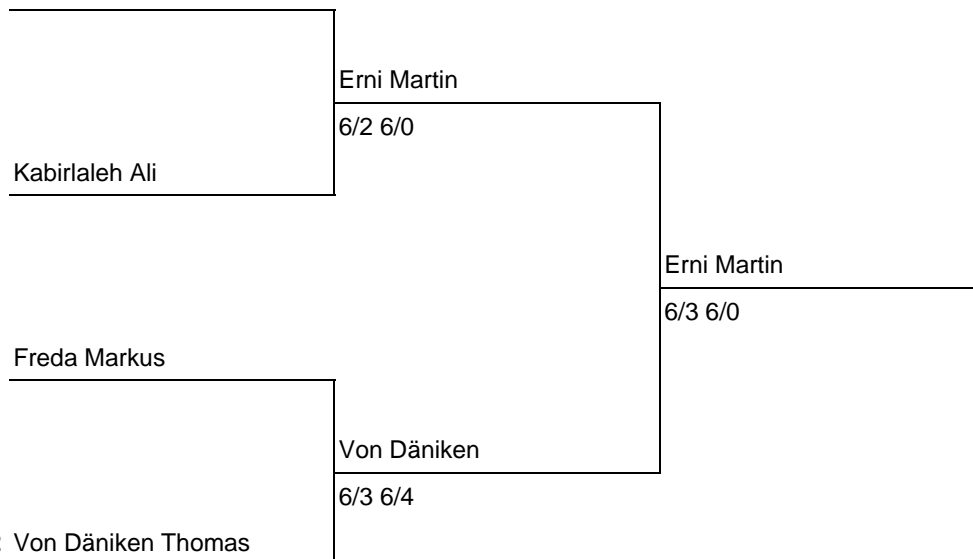 Erni Martin
6/2 6/0
Kabirlaleh Ali
Erni Martin
6/3 6/0
Freda Markus
Von Däniken
6/3 6/4
Von Däniken Thomas